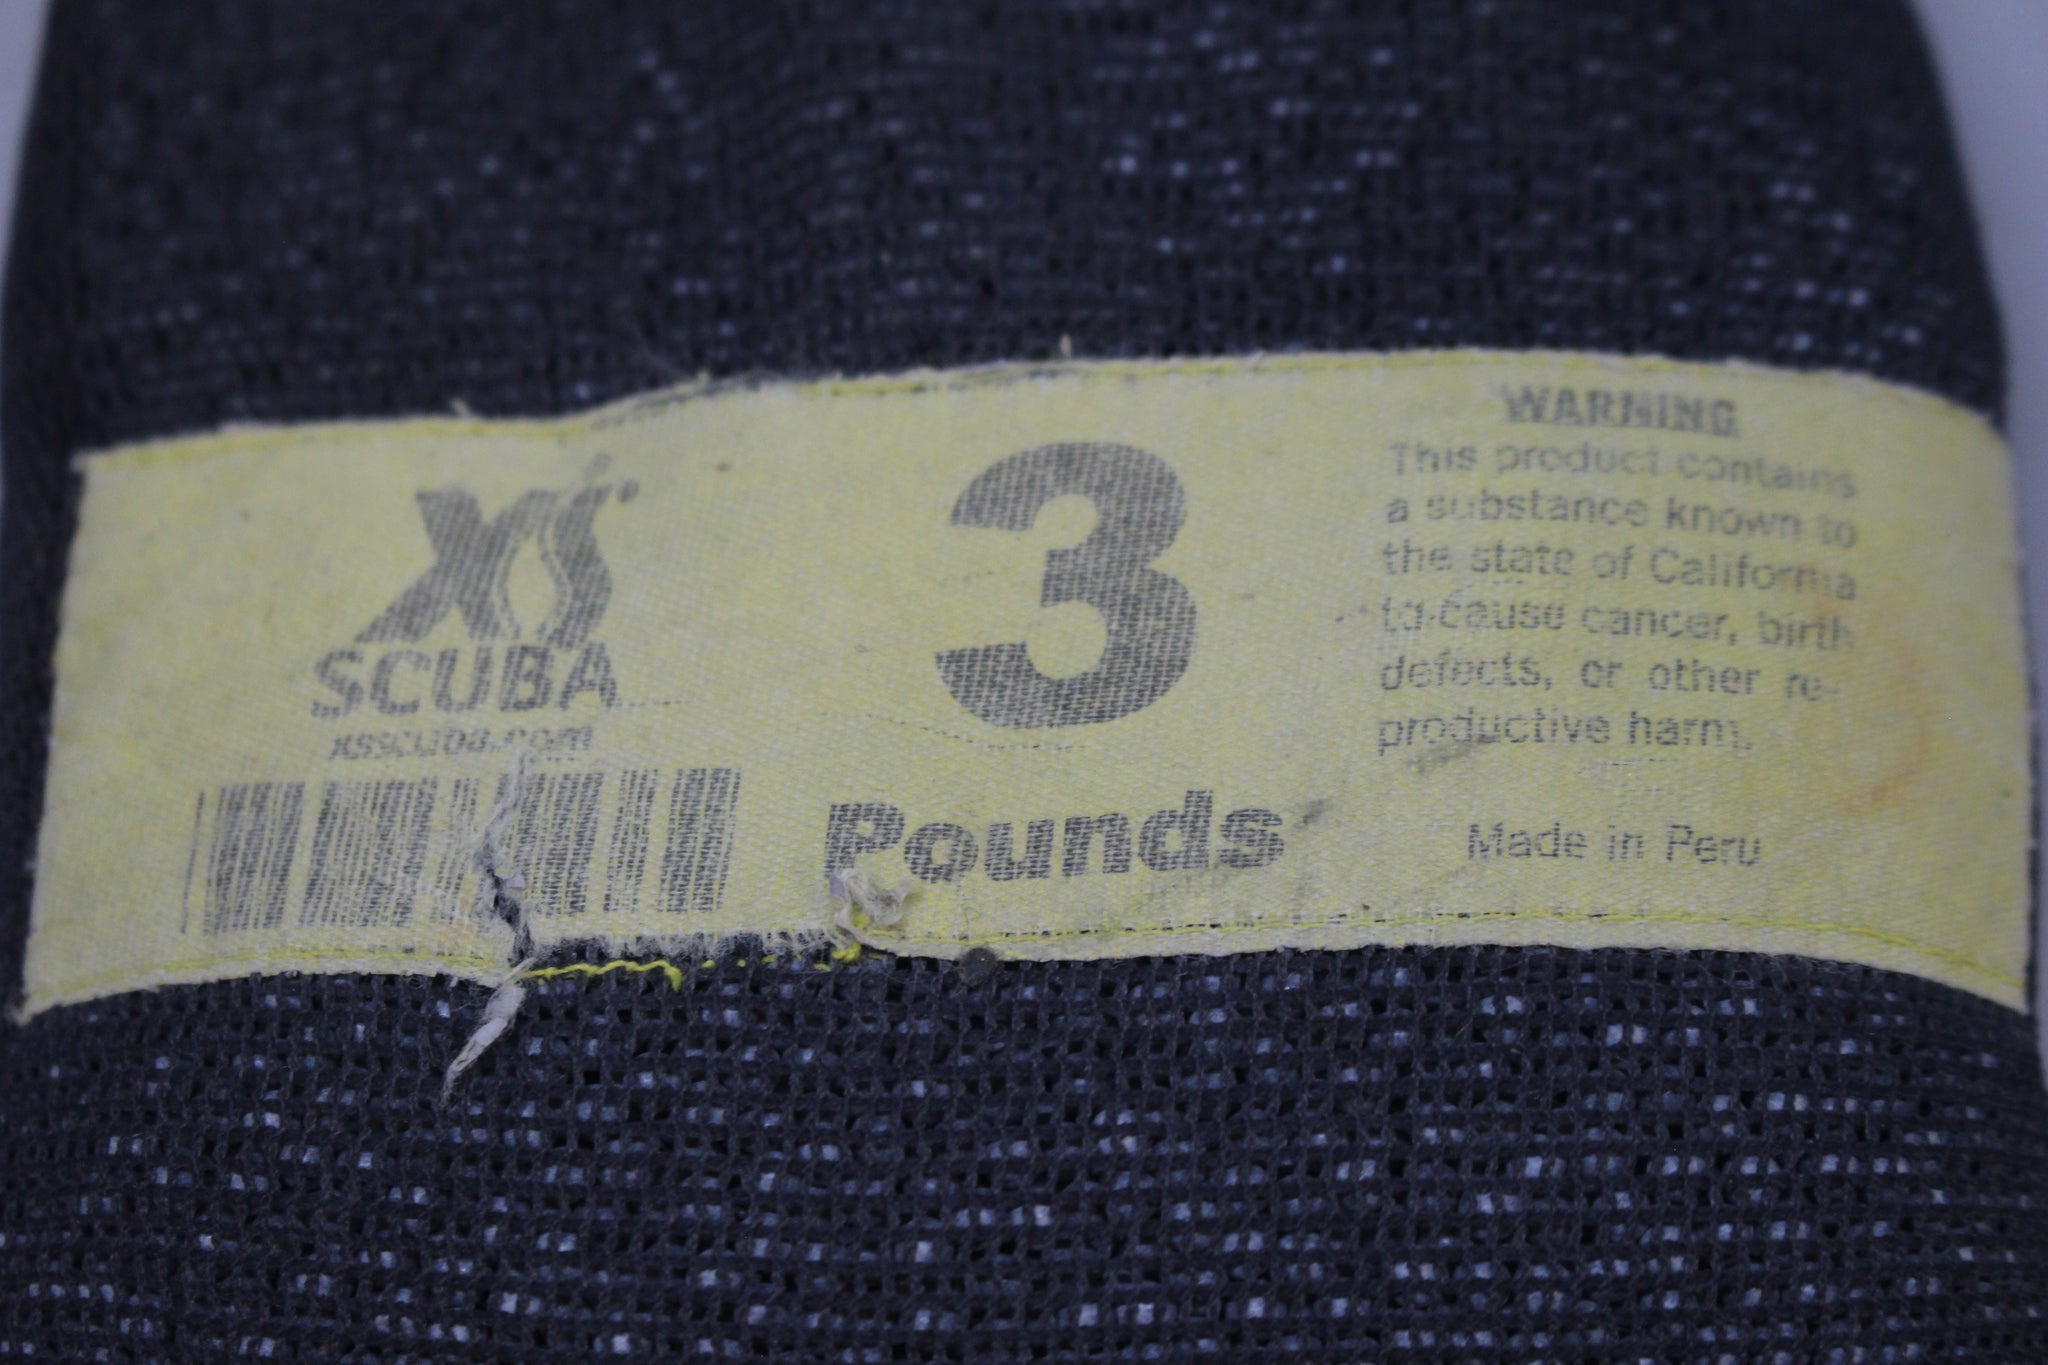 XS
SCUBA
xsscuba.com
3
Pounds
WARNING
This product contains
a substance known to
the state of California
to cause cancer, birth
defects, or other re-
productive harm.
Made in Peru